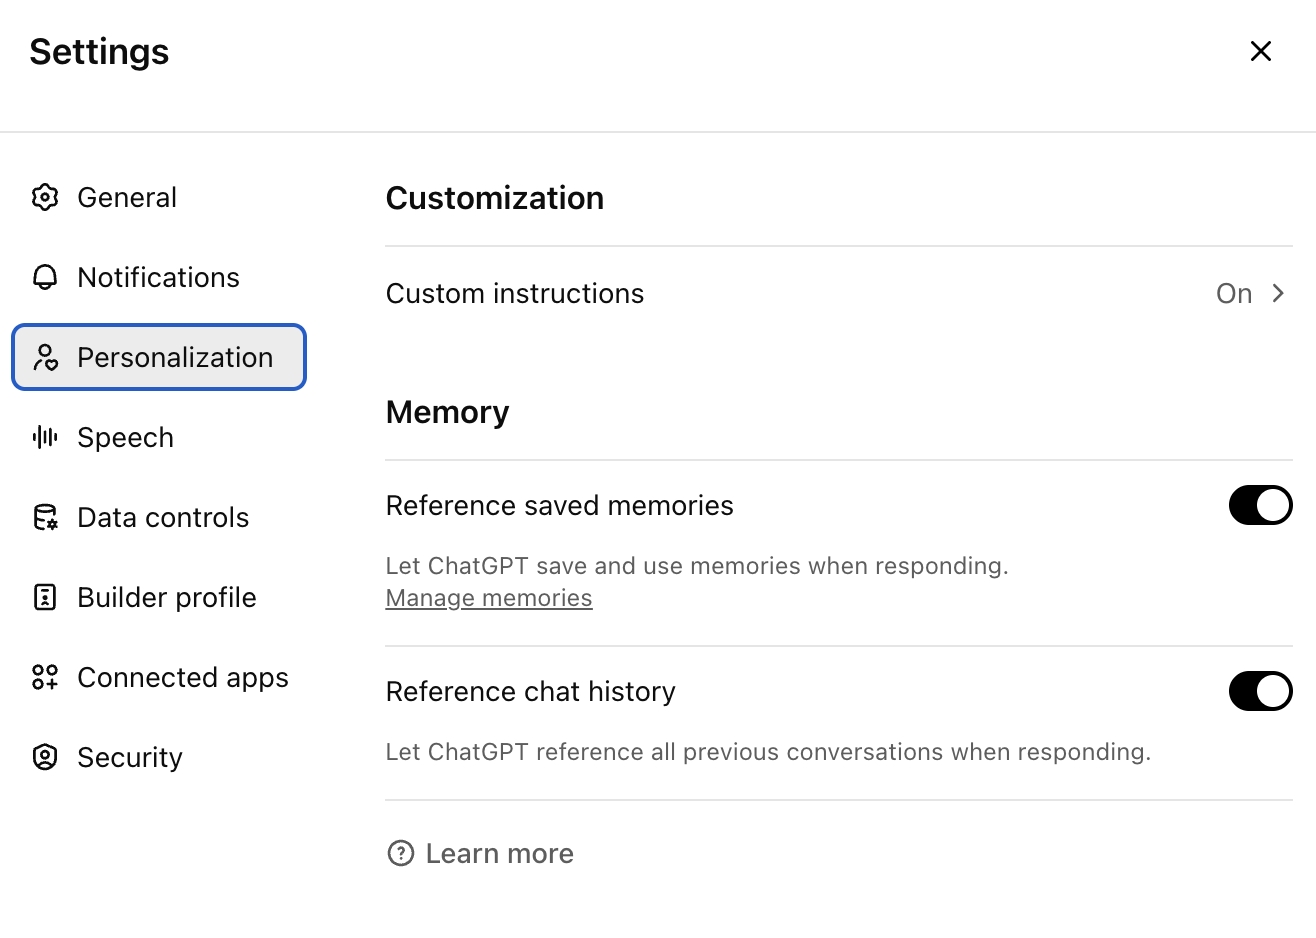 Settings
General
Notifications
Personalization
Speech
Data controls
Builder profile
Connected apps
Security
Customization
Custom instructions
On
Memory
Reference saved memories
Let ChatGPT save and use memories when responding.
Manage memories
Reference chat history
Let ChatGPT reference all previous conversations when responding.
Learn more